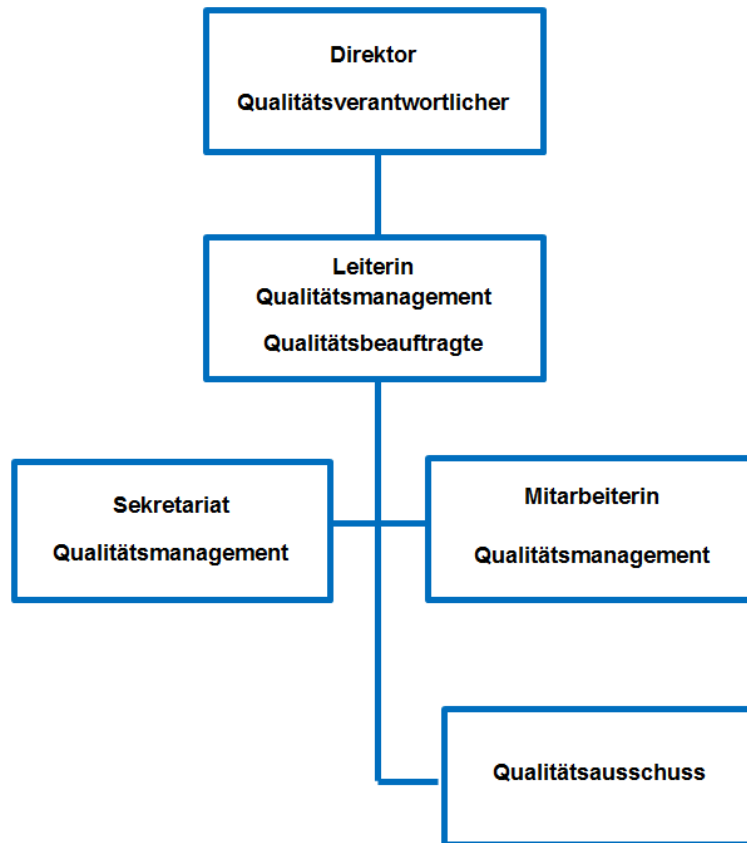 Direktor
Qualitätsverantwortlicher
Leiterin
Qualitätsmanagement
Qualitätsbeauftragte
Sekretariat
Qualitätsmanagement
Mitarbeiterin
Qualitätsmanagement
Qualitätsausschuss